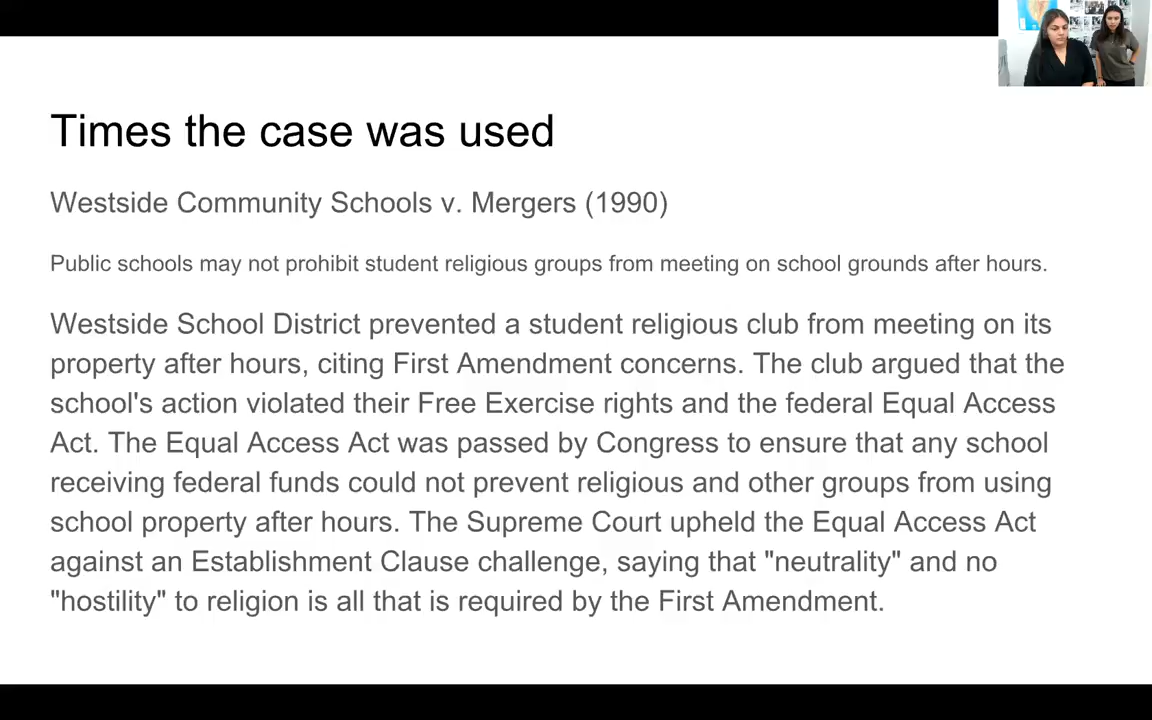 Times the case was used
Westside Community Schools v. Mergers (1990)
Public schools may not prohibit student religious groups from meeting on school grounds after hours.
Westside School District prevented a student religious club from meeting on its
property after hours, citing First Amendment concerns. The club argued that the
school's action violated their Free Exercise rights and the federal Equal Access
Act. The Equal Access Act was passed by Congress to ensure that any school
receiving federal funds could not prevent religious and other groups from using
school property after hours. The Supreme Court upheld the Equal Access Act
against an Establishment Clause challenge, saying that "neutrality" and no
"hostility" to religion is all that is required by the First Amendment.